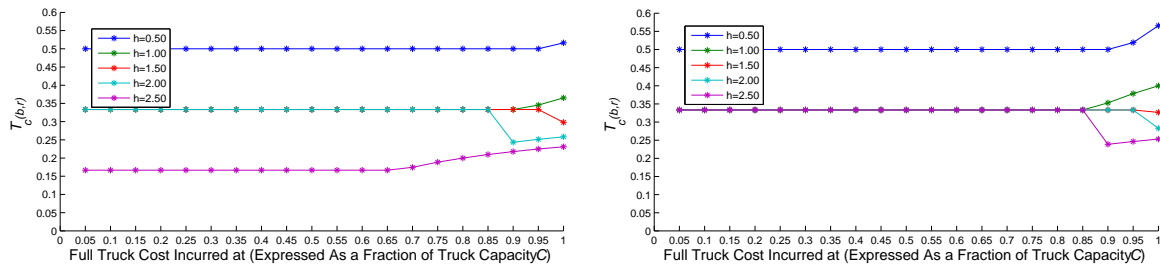 0.6
0.55
0.5
0.45
0.4
0.35
0.3
0.25
0.2
0.15
0.1
0.05
0
T_c(b,r)
h=0.50
h=1.00
h=1.50
h=2.00
h=2.50
0 0.05 0.1 0.15 0.2 0.25 0.3 0.35 0.4 0.45 0.5 0.55 0.6 0.65 0.7 0.75 0.8 0.85 0.9 0.95 1
Full Truck Cost Incurred at (Expressed As a Fraction of Truck CapacityC)
0.6
0.55
0.5
0.45
0.4
0.35
0.3
0.25
0.2
0.15
0.1
0.05
0
T_c(b,r)
h=0.50
h=1.00
h=1.50
h=2.00
h=2.50
0 0.05 0.1 0.15 0.2 0.25 0.3 0.35 0.4 0.45 0.5 0.55 0.6 0.65 0.7 0.75 0.8 0.85 0.9 0.95 1
Full Truck Cost Incurred at (Expressed As a Fraction of Truck CapacityC)